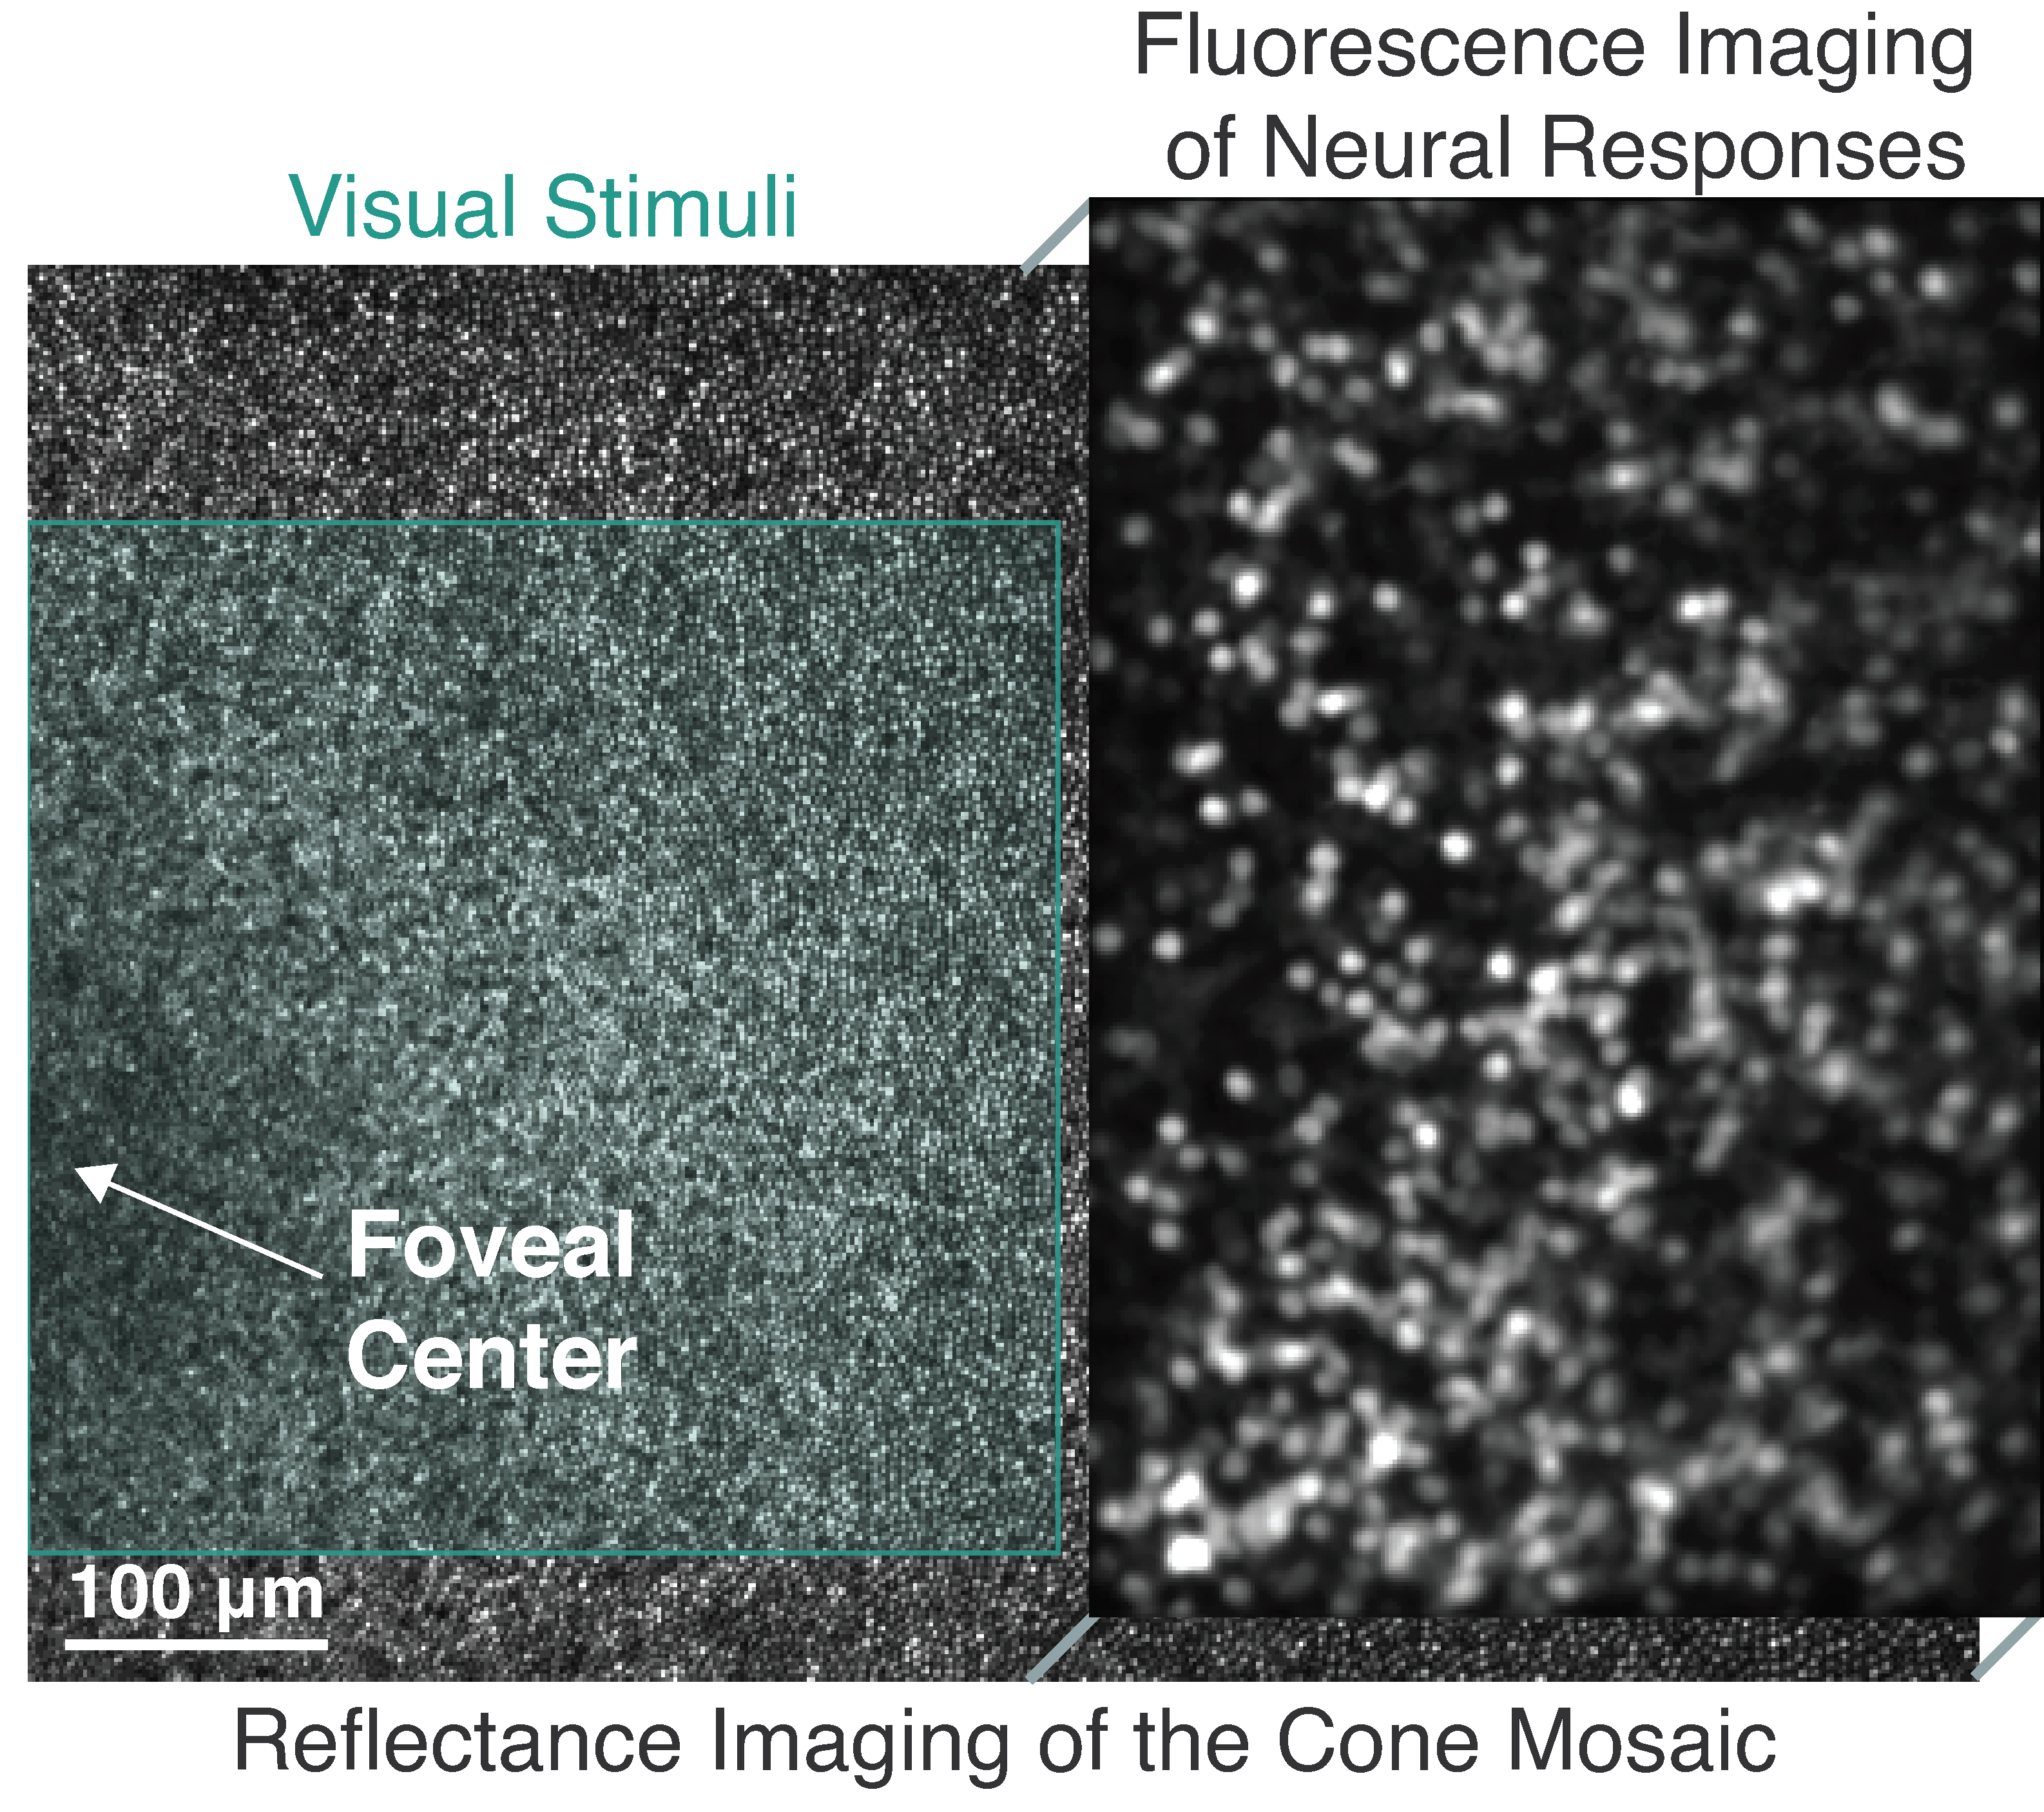 Fluorescence Imaging
of Neural Responses
Visual Stimuli
Foveal
Center
100 µm
Reflectance Imaging of the Cone Mosaic